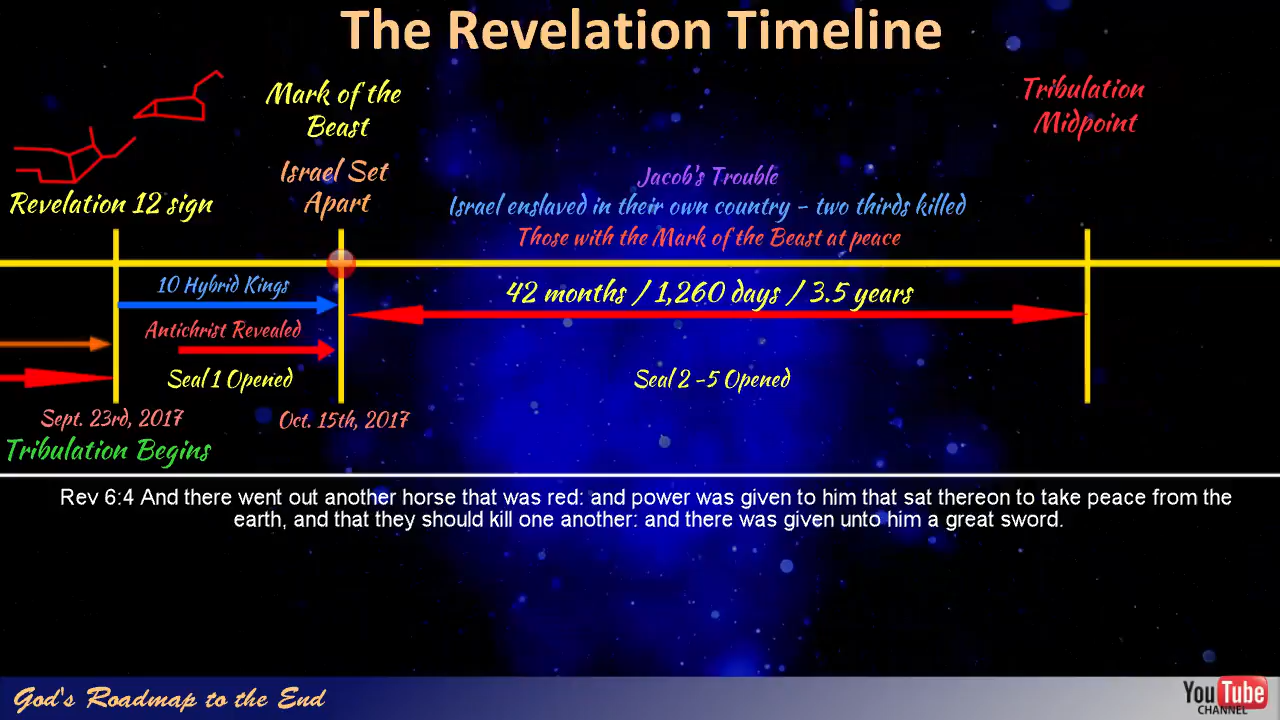 The Revelation Timeline
Mark of the
Beast
Tribulation
Midpoint
Israel Set
Apart
Revelation 12 sign
Jacob's Trouble
Israel enslaved in their own country - two thirds killed
Those with the Mark of the Beast at peace
10 Hybrid Kings
42 months / 1,260 days / 3.5 years
Antichrist Revealed
Seal 1 Opened
Seal 2 -5 Opened
Sept. 23rd, 2017
Oct. 15th, 2017
Tribulation Begins
Rev 6:4 And there went out another horse that was red: and power was given to him that sat thereon to take peace from the
earth, and that they should kill one another: and there was given unto him a great sword.
God's Roadmap to the End
YouTube
CHANNEL